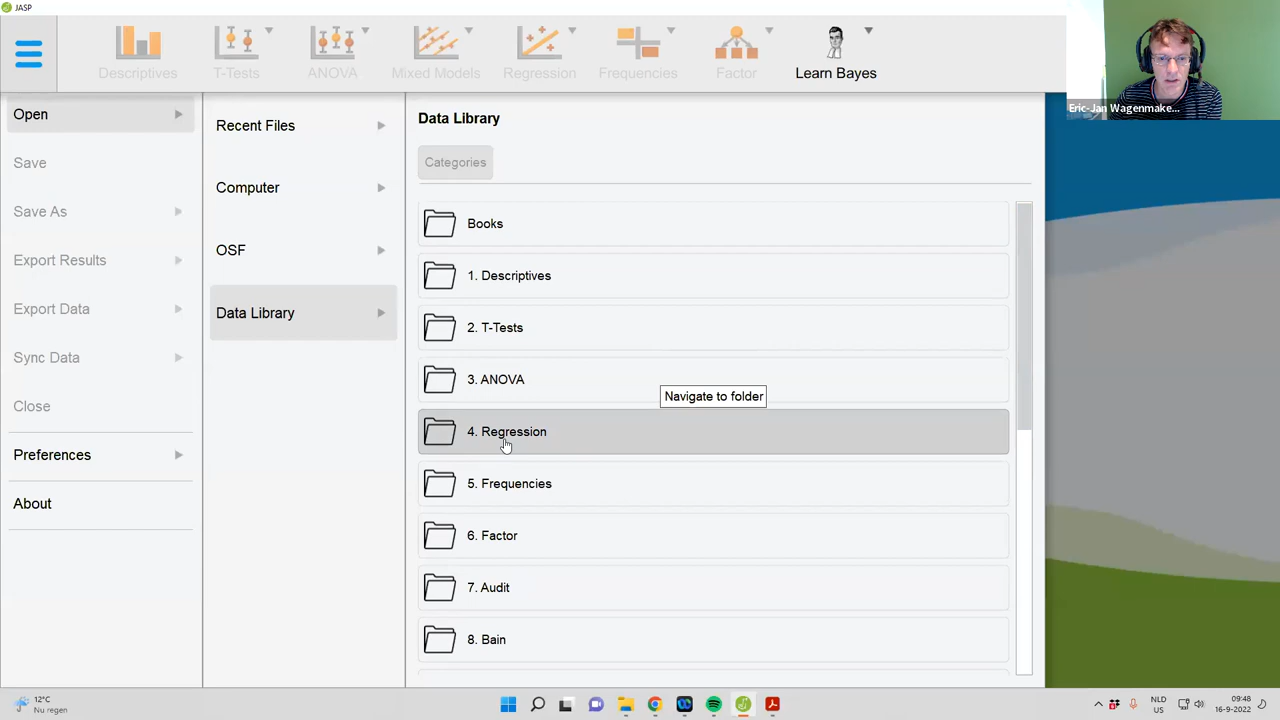 JASP
Descriptives
T-Tests
ANOVA
Mixed Models
Regression
Frequencies
Factor
Learn Bayes
Eric-Jan Wagenmake...
Open
Save
Save As
Export Results
Export Data
Sync Data
Close
Preferences
About
Recent Files
Computer
OSF
Data Library
Data Library
Categories
Books
1. Descriptives
2. T-Tests
3. ANOVA
Navigate to folder
4. Regression
5. Frequencies
6. Factor
7. Audit
8. Bain
12°C
Nu regen
NLD
US
09:48
16-9-2022